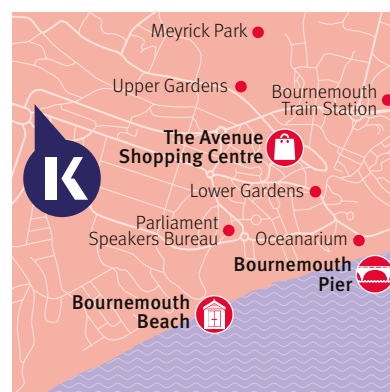 Meyrick Park
Upper Gardens
Bournemouth
Train Station
The Avenue
Shopping Centre
K
Lower Gardens
Parliament
Speakers Bureau
Oceanarium
Bournemouth
Pier
Bournemouth
Beach